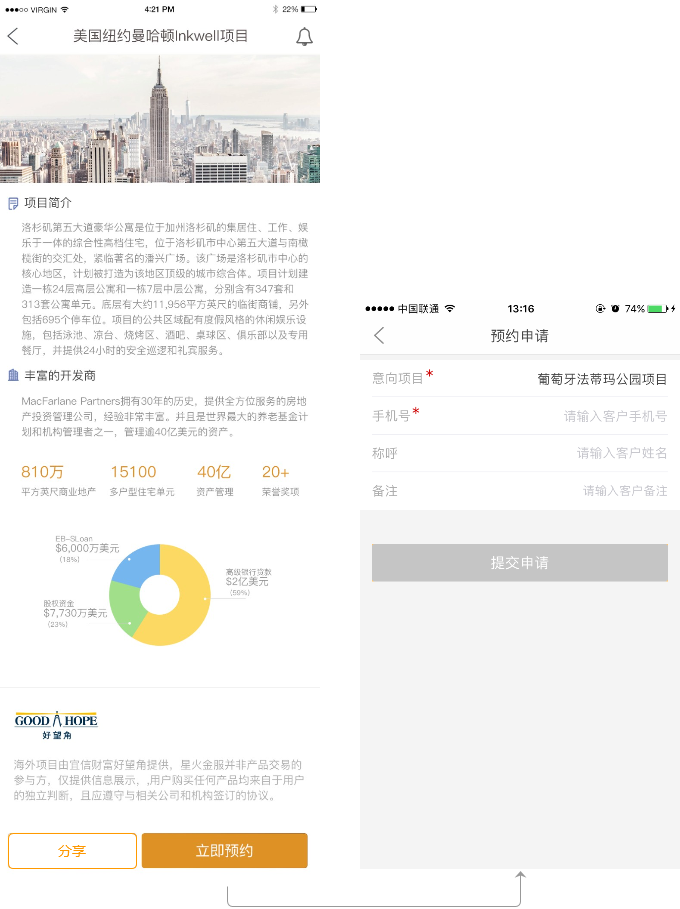 VIRGIN
4:21 PM
22%
美国纽约曼哈顿Inkwell项目
项目简介
洛杉矶第五大道豪华公寓是位于加州洛杉矶的集居住、工作、娱
乐于一体的综合性高档住宅，位于洛杉矶市中心第五大道与南橄
榄街的交汇处，紧临著名的潘兴广场。该广场是洛杉矶市中心的
核心地区，计划被打造为该地区顶级的城市综合体。项目计划建
造一栋24层高层公寓和一栋7层中层公寓，分别含有347套和
313套公寓单元。底层有大约11,956平方英尺的临街商铺，另外
包括695个停车位。项目的公共区域配有度假风格的休闲娱乐设
施，包括泳池、凉台、烧烤区、酒吧、桌球区、俱乐部以及专用
餐厅，并提供24小时的安全巡逻和礼宾服务。
丰富的开发商
MacFarlane Partners拥有30年的历史，提供全方位服务的房地
产投资管理公司，经验非常丰富。并且是世界最大的养老基金计
划和机构管理者之一，管理逾40亿美元的资产。
810万
15100
40亿
20+
平方英尺商业地产
多户型住宅单元
资产管理
荣誉奖项
EB-5Loan
$6,000万美元
(18%)
高级银行贷款
$2亿美元
(59%)
股权资金
$7,730万美元
(23%)
GOOD HOPE
好望角
海外项目由宜信财富好望角提供，星火金服并非产品交易的
参与方，仅提供信息展示，,用户购买任何产品均来自于用户
的独立判断，且应遵守与相关公司和机构签订的协议。
分享
立即预约
中国联通
13:16
74%
预约申请
意向项目*
葡萄牙法蒂玛公园项目
手机号*
请输入客户手机号
称呼
请输入客户姓名
备注
请输入客户备注
提交申请